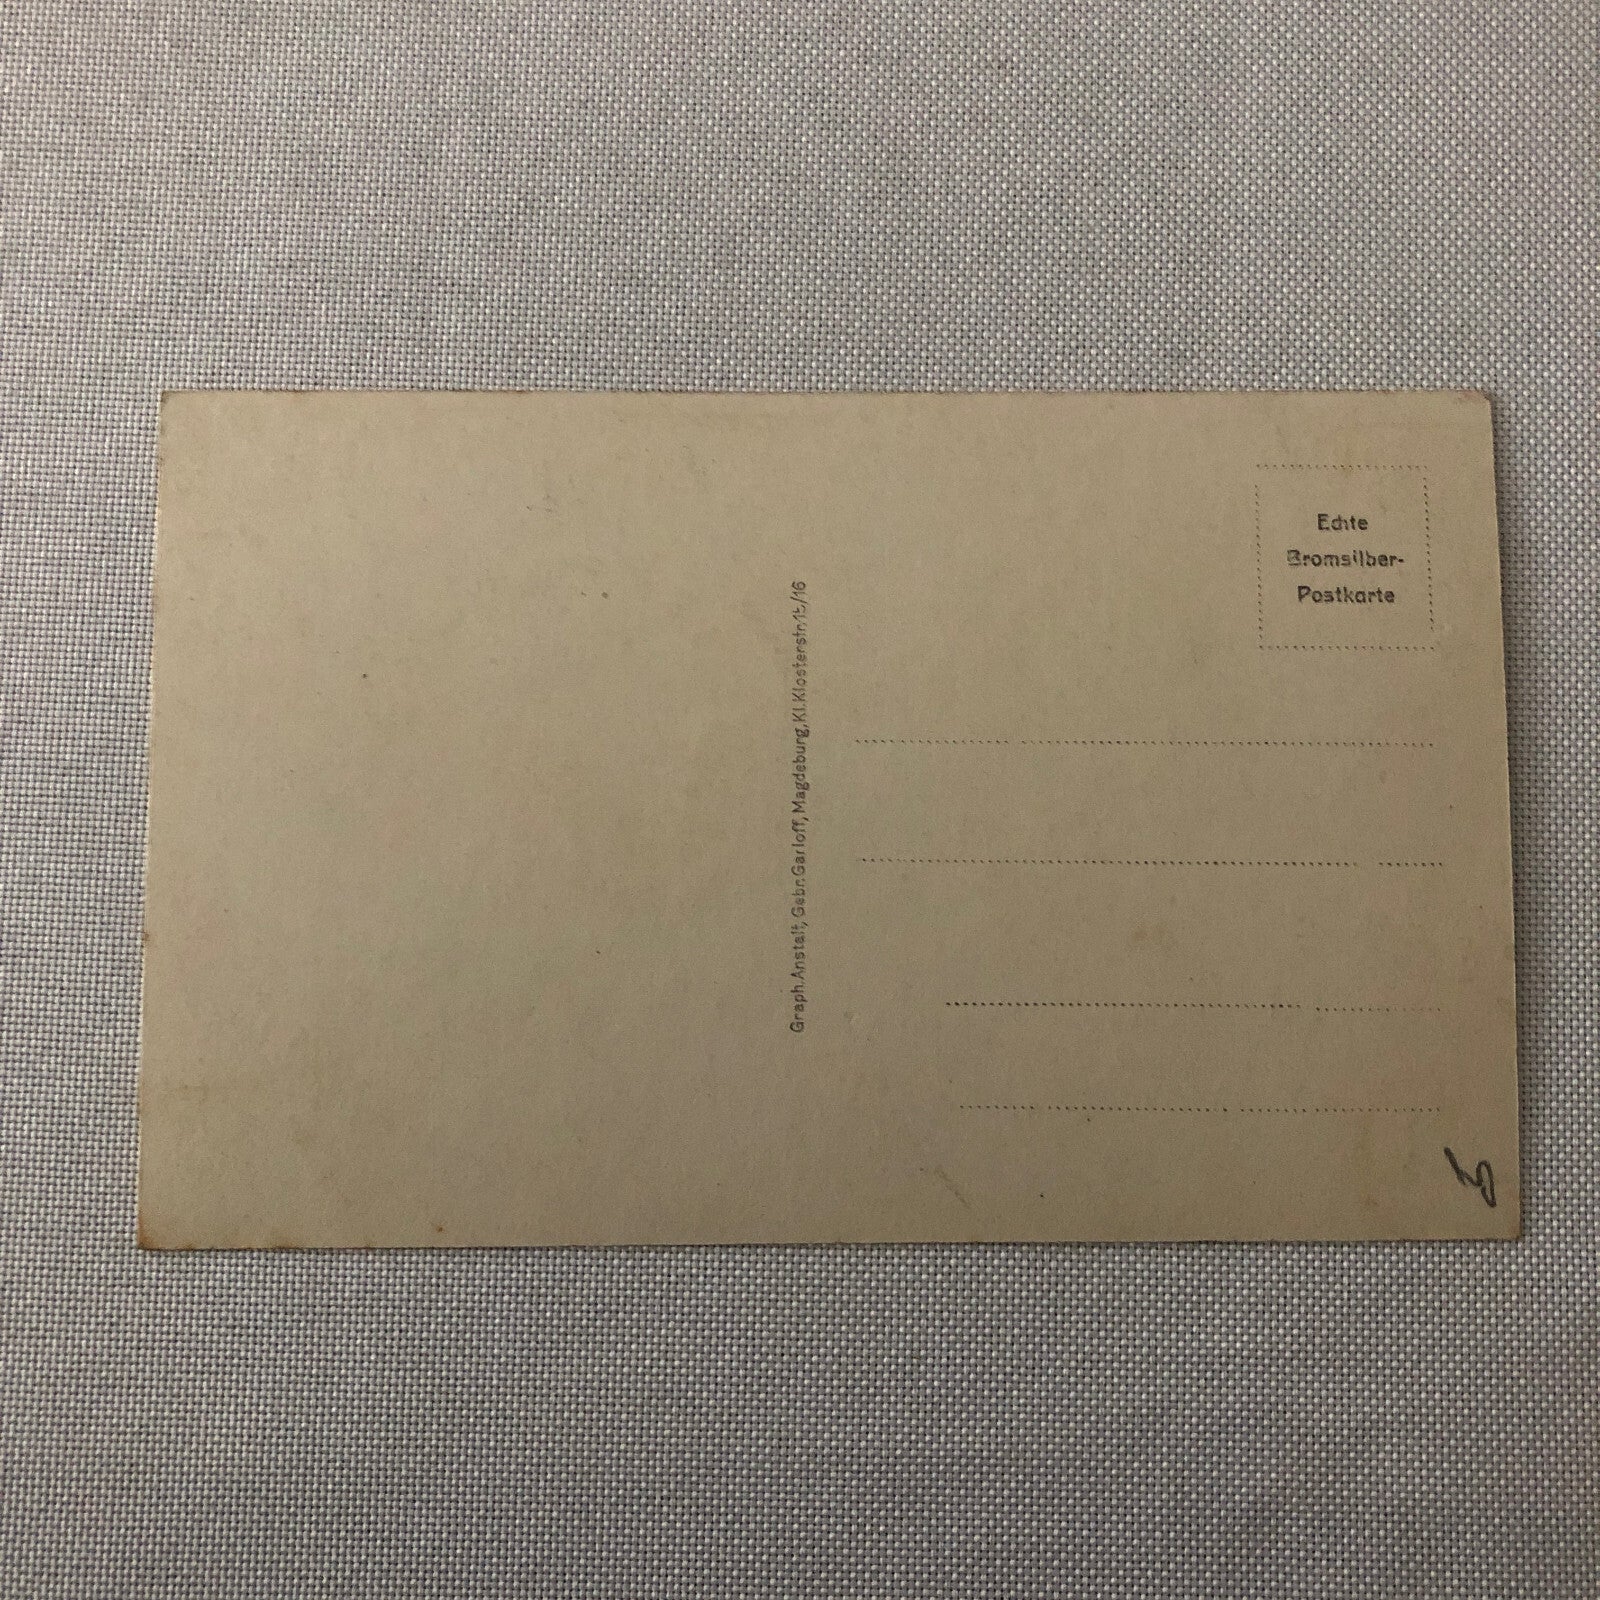 Echte
Bromsilber-
Postkarte
Graph. Anstalt, Gebr. Garloff, Magdeburg, Kl. Klosterstr. 15/16